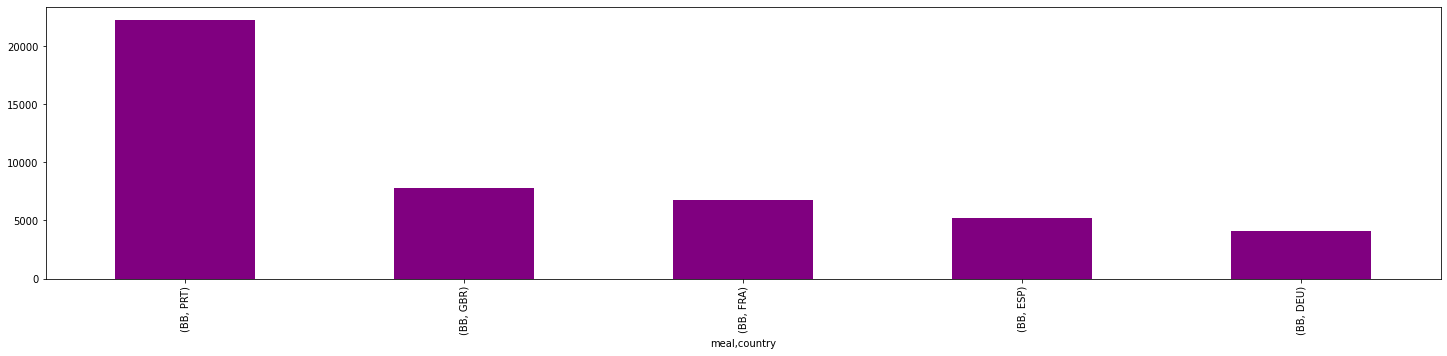 20000
15000
10000
5000
0
(BB, PRT)
(BB, GBR)
(BB, FRA)
(BB, ESP)
(BB, DEU)
meal,country